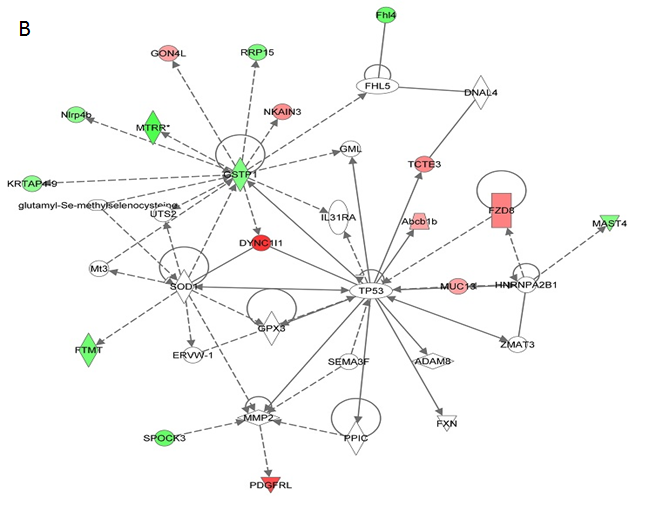 B
Fhl4
GON4L
RRP15
FHL5
DNAL4
Nlrp4b
MTRR*
NKAIN3
GML
TCTE3
KRTAP4-9
GSTP1
glutamyl-Se-methylselenocysteine
UTS2
IL31RA
Abcb1b
FZD8
MAST4
DYNC1I1
Mt3
SOD1
TP53
MUC13
HNRNPA2B1
GPX3
FTMT
ERVW-1
SEMA3F
ADAM8
ZMAT3
MMP2
FXN
SPOCK3
PPIC
PDGFRL